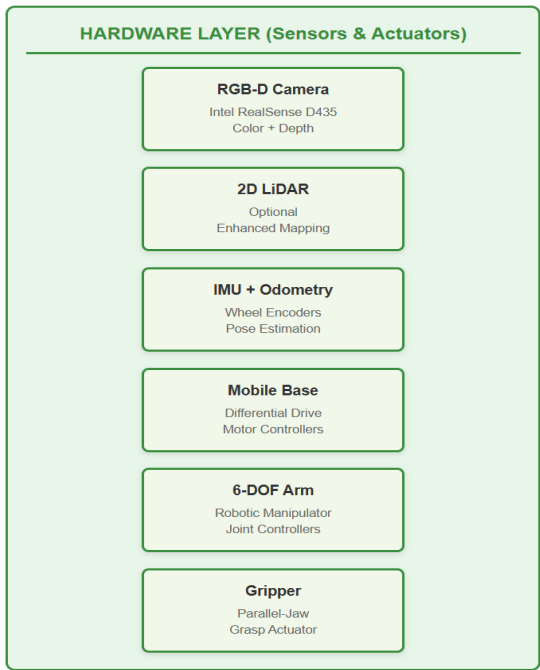 HARDWARE LAYER (Sensors & Actuators)
RGB-D Camera
Intel RealSense D435
Color + Depth
2D LiDAR
Optional
Enhanced Mapping
IMU + Odometry
Wheel Encoders
Pose Estimation
Mobile Base
Differential Drive
Motor Controllers
6-DOF Arm
Robotic Manipulator
Joint Controllers
Gripper
Parallel-Jaw
Grasp Actuator